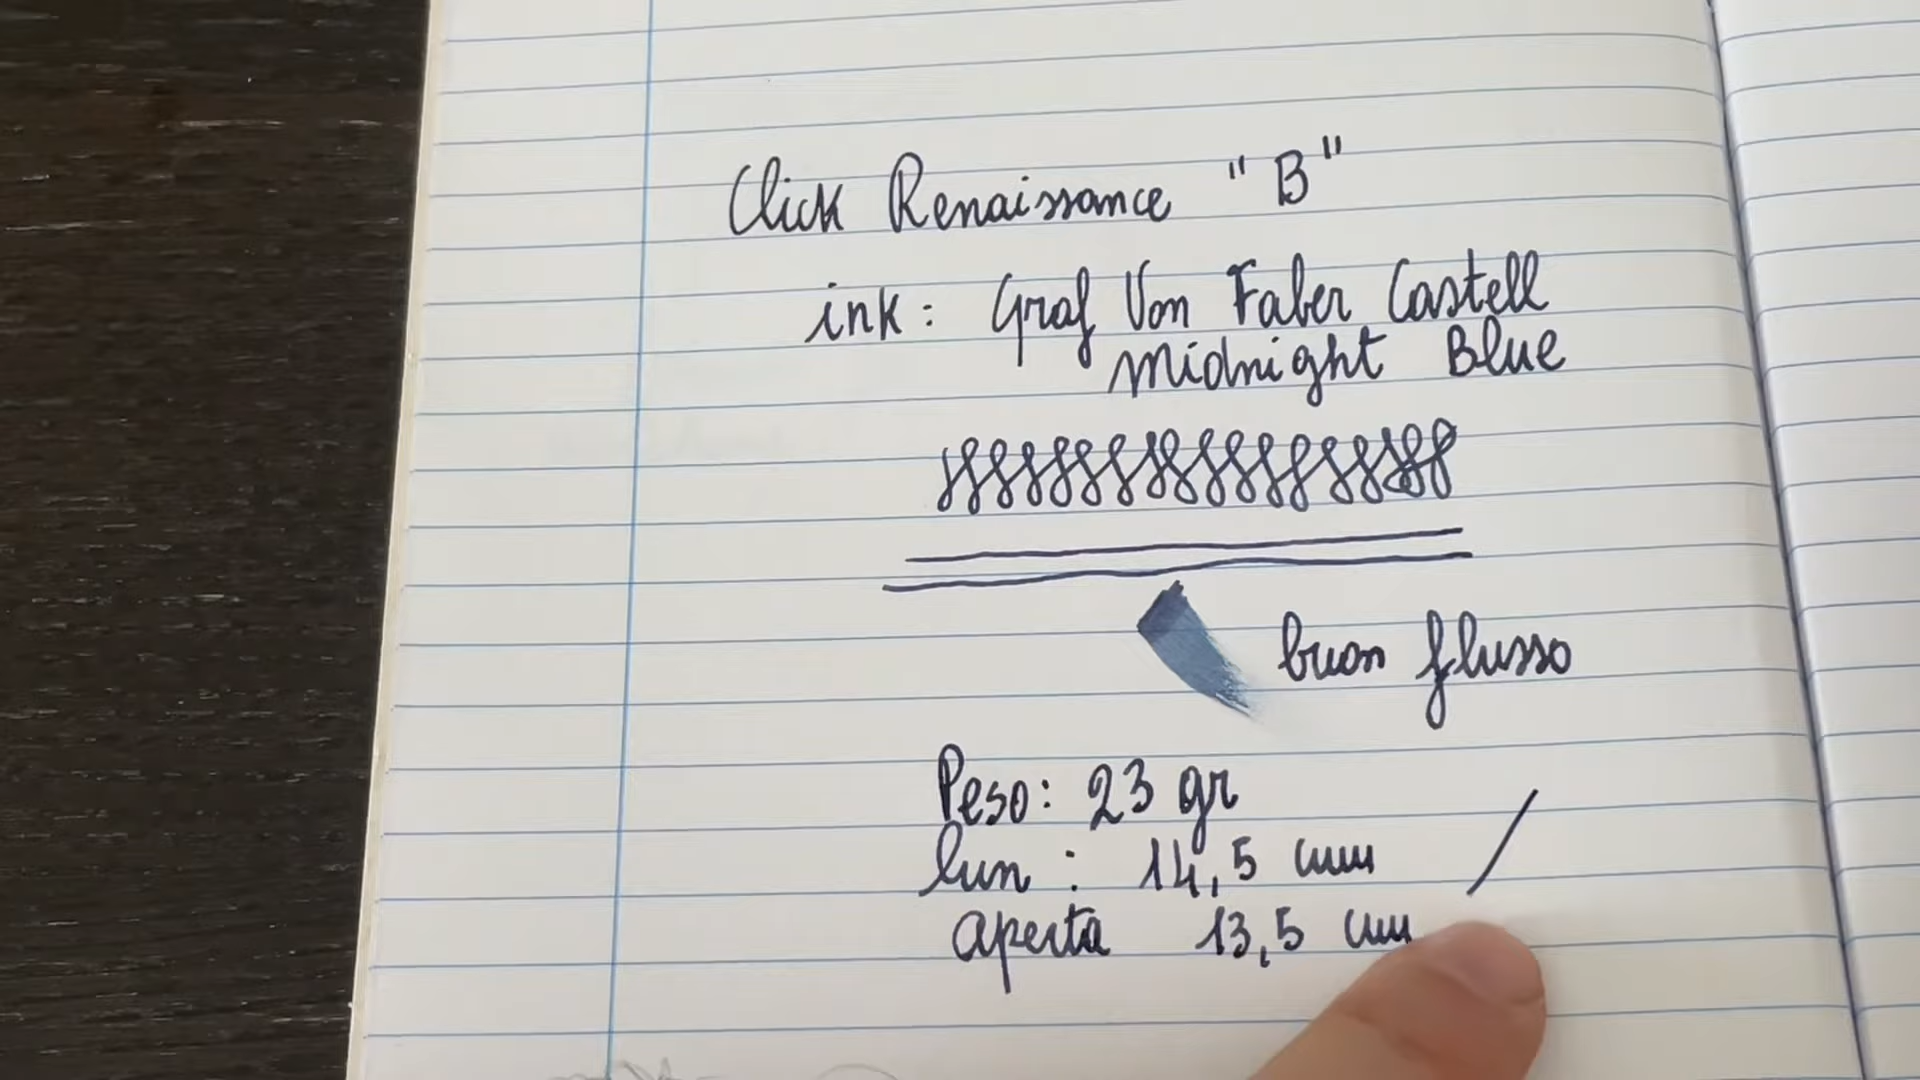 Click Renaissance "B"
ink: Graf Von Faber Castell
Midnight Blue
buon flusso
Peso: 23 gr
lun : 14,5 cm
aperta 13,5 cm